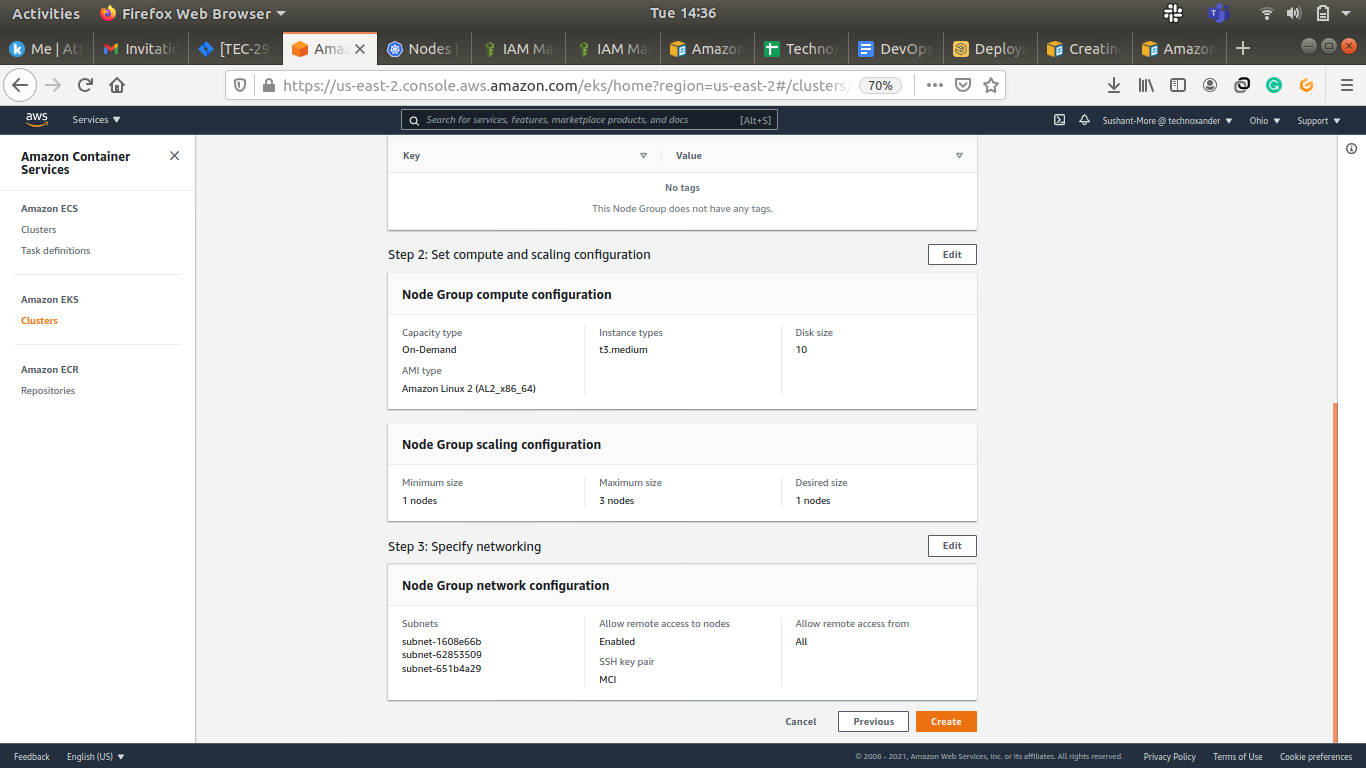 Activities Firefox Web Browser Tue 14:36
Me | Atl Invitatio [TEC-29 Amaz Nodes | IAM Ma IAM Ma Amazon Technox DevOps Deployi Creating Amazon
https://us-east-2.console.aws.amazon.com/eks/home?region=us-east-2#/clusters/ 70%
aws Services Search for services, features, marketplace products, and docs [Alt+S] Sushant-More @ technoxander Ohio Support
Amazon Container
Services
Amazon ECS
Clusters
Task definitions
Amazon EKS
Clusters
Amazon ECR
Repositories
Key Value
No tags
This Node Group does not have any tags.
Step 2: Set compute and scaling configuration Edit
Node Group compute configuration
Capacity type Instance types Disk size
On-Demand t3.medium 10
AMI type
Amazon Linux 2 (AL2_x86_64)
Node Group scaling configuration
Minimum size Maximum size Desired size
1 nodes 3 nodes 1 nodes
Step 3: Specify networking Edit
Node Group network configuration
Subnets Allow remote access to nodes Allow remote access from
subnet-1608e66b Enabled All
subnet-62853509
SSH key pair
subnet-651b4a29
MCI
Cancel Previous Create
Feedback English (US) © 2008 - 2021, Amazon Web Services, Inc. or its affiliates. All rights reserved. Privacy Policy Terms of Use Cookie preferences